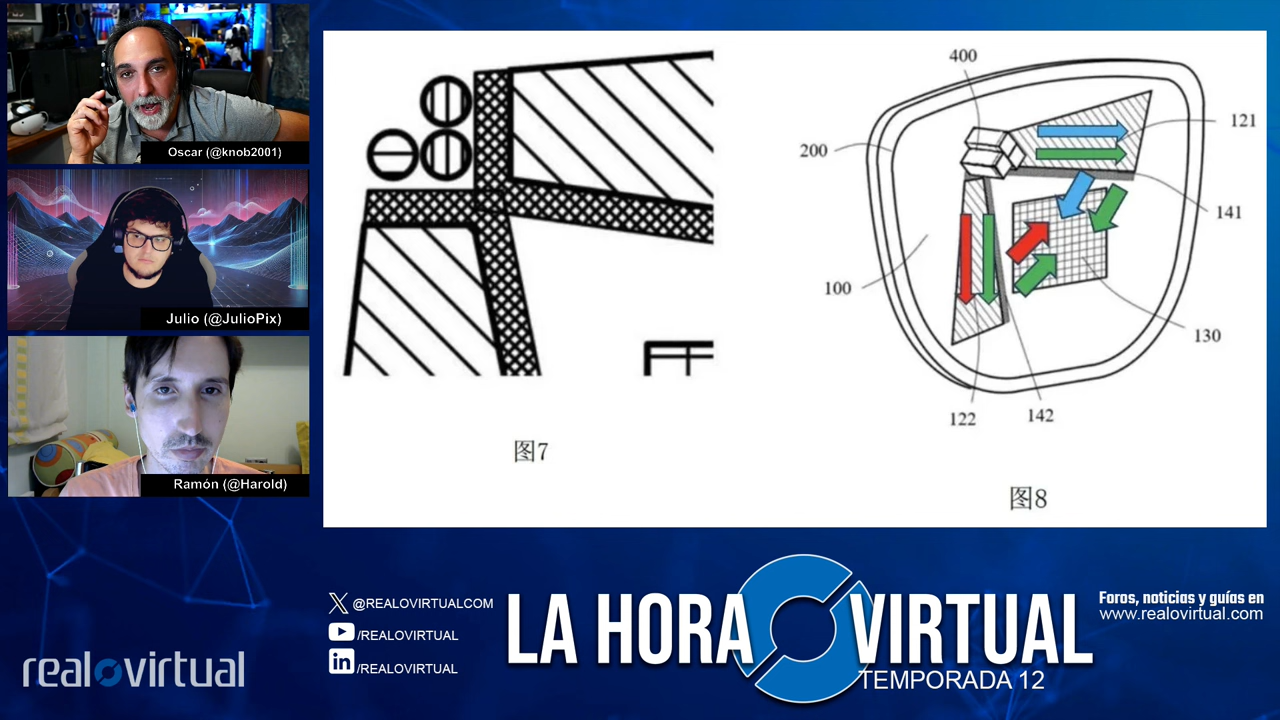 Oscar (@knob2001)
Julio (@JulioPix)
Ramón (@Harold)
图7
400
200
121
141
100
130
122
142
图8
@REALOVIRTUALCOM
/REALOVIRTUAL
/REALOVIRTUAL
LA HORA VIRTUAL
TEMPORADA 12
Foros, noticias y guías en
www.realovirtual.com
realovirtual